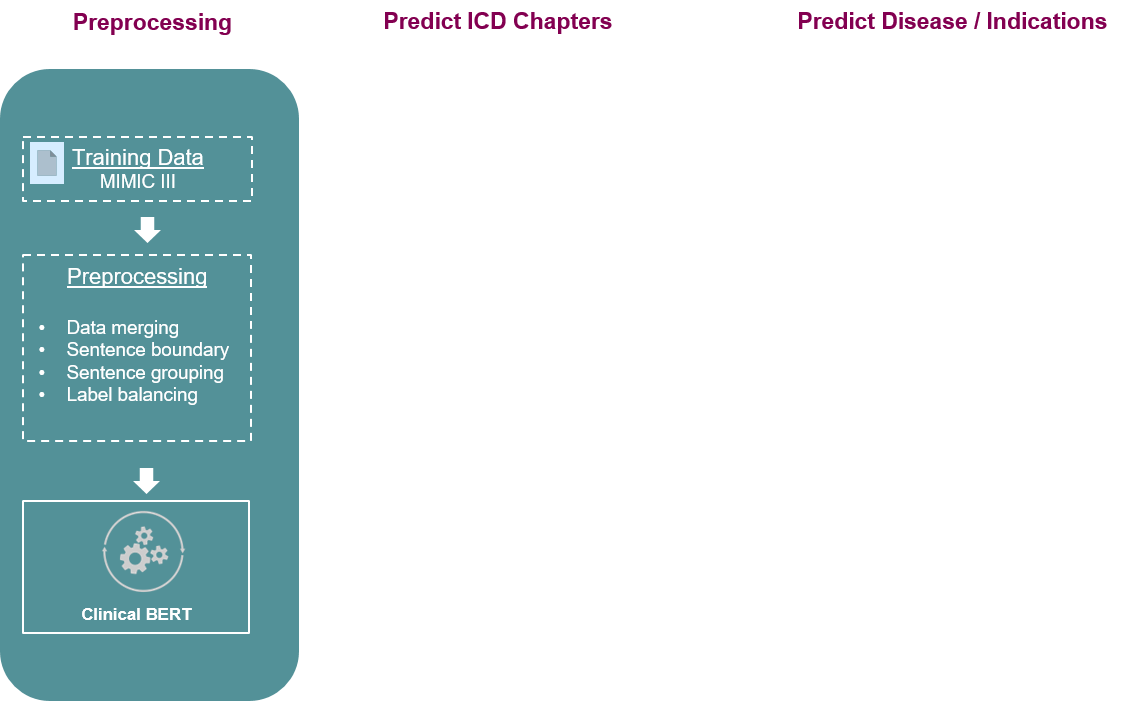 Preprocessing
Predict ICD Chapters
Predict Disease / Indications
Training Data
MIMIC III
Preprocessing
• Data merging
• Sentence boundary
• Sentence grouping
• Label balancing
Clinical BERT